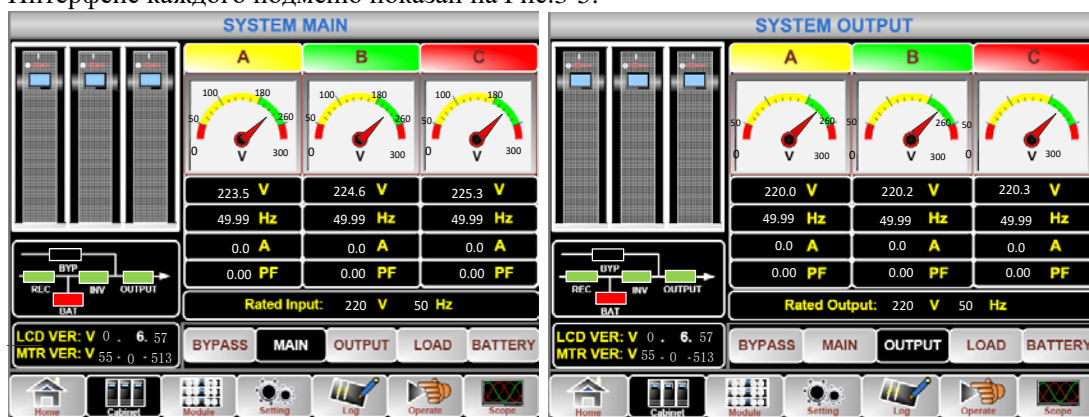 Интерфейс каждого подменю показан на Рис.3-5:
SYSTEM MAIN
A B C
100 180
50 260
0 V 300
100 180
50 260
0 V 300
100 180
50 260
0 V 300
223.5 V 224.6 V 225.3 V
49.99 Hz 49.99 Hz 49.99 Hz
0.0 A 0.0 A 0.0 A
0.00 PF 0.00 PF 0.00 PF
BYP
REC INV OUTPUT
BAT
Rated Input: 220 V 50 Hz
LCD VER: V 0 . 6. 57
MTR VER: V 55 . 0 .513
BYPASS MAIN OUTPUT LOAD BATTERY
Home Cabinet Module Setting Log Operate Scope
SYSTEM OUTPUT
A B C
50 260
0 V 300
50 260
0 V 300
50
0 V 300
220.0 V 220.2 V 220.3 V
49.99 Hz 49.99 Hz 49.99 Hz
0.0 A 0.0 A 0.0 A
0.00 PF 0.00 PF 0.00 PF
BYP
REC INV OUTPUT
BAT
Rated Output: 220 V 50 Hz
LCD VER: V 0 . 6. 57
MTR VER: V 55 . 0 .513
BYPASS MAIN OUTPUT LOAD BATTERY
Home Cabinet Module Setting Log Operate Scope